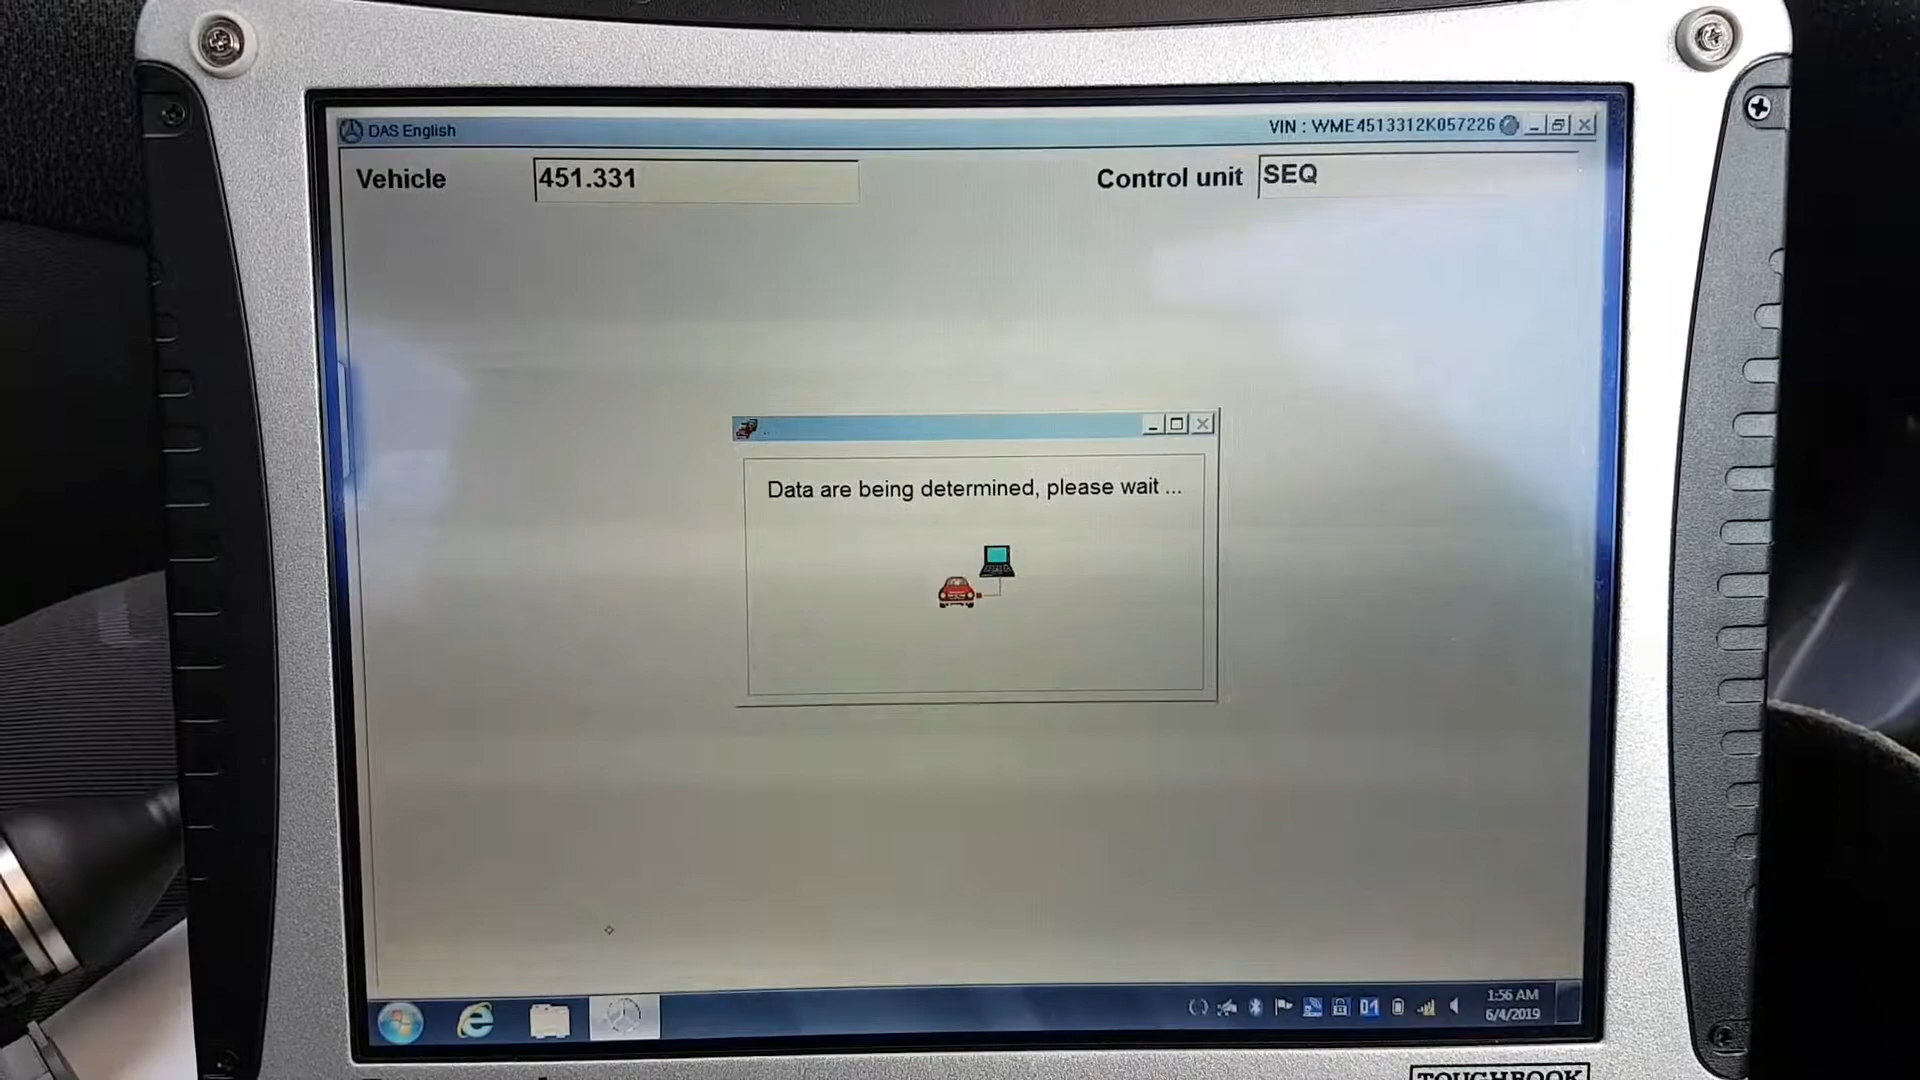 DAS English
VIN : WME4513312K057226
Vehicle
451.331
Control unit
SEQ
Data are being determined, please wait ...
01
1:56 AM
6/4/2019
TOUGHBOOK